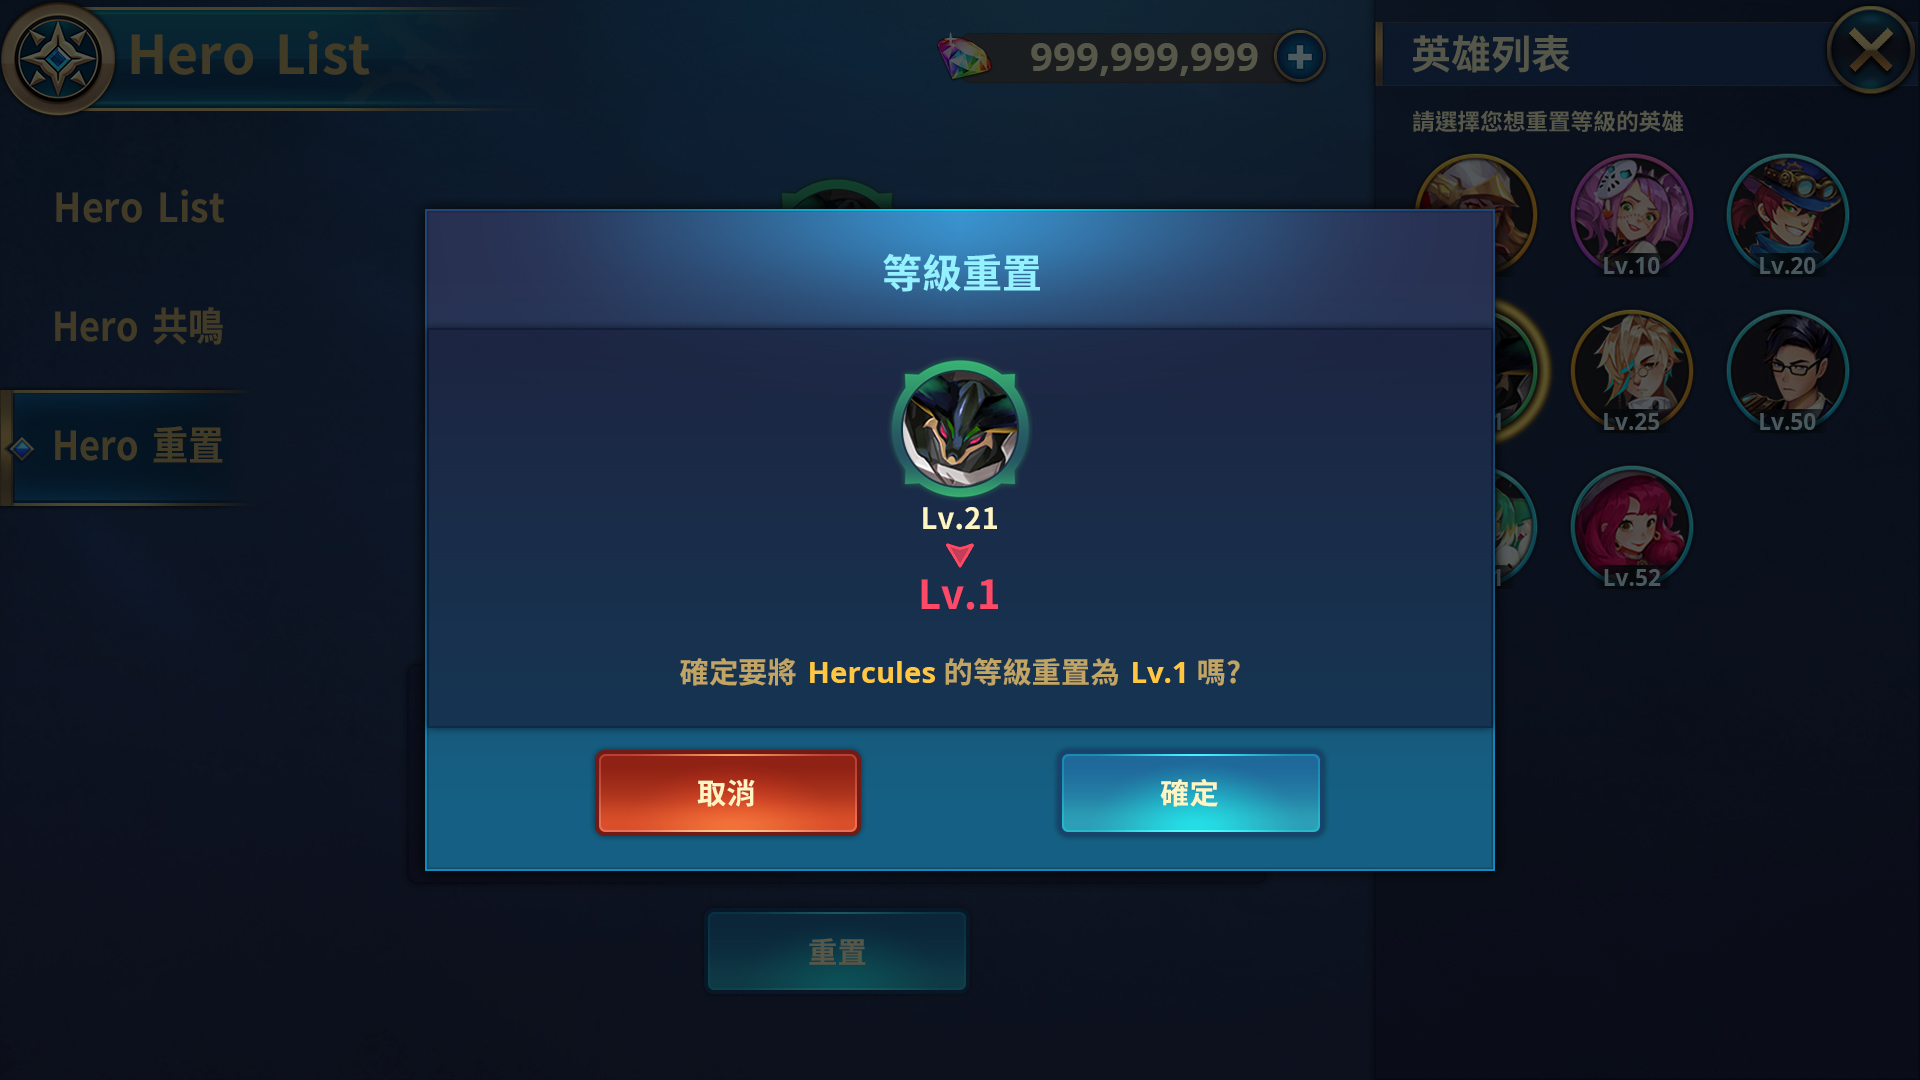 Hero List
999,999,999
英雄列表
請選擇您想重置等級的英雄
Hero List
Hero 共鳴
Hero 重置
Lv.10
Lv.20
Lv.25
Lv.50
Lv.52
等級重置
Lv.21
Lv.1
確定要將 Hercules 的等級重置為 Lv.1 嗎?
取消
確定
重置